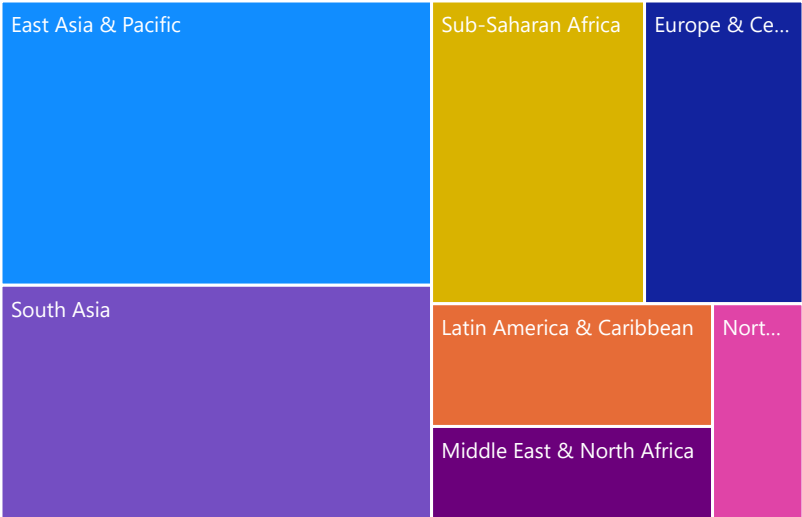 East Asia & Pacific
Sub-Saharan Africa
Europe & Ce...
South Asia
Latin America & Caribbean
Nort...
Middle East & North Africa